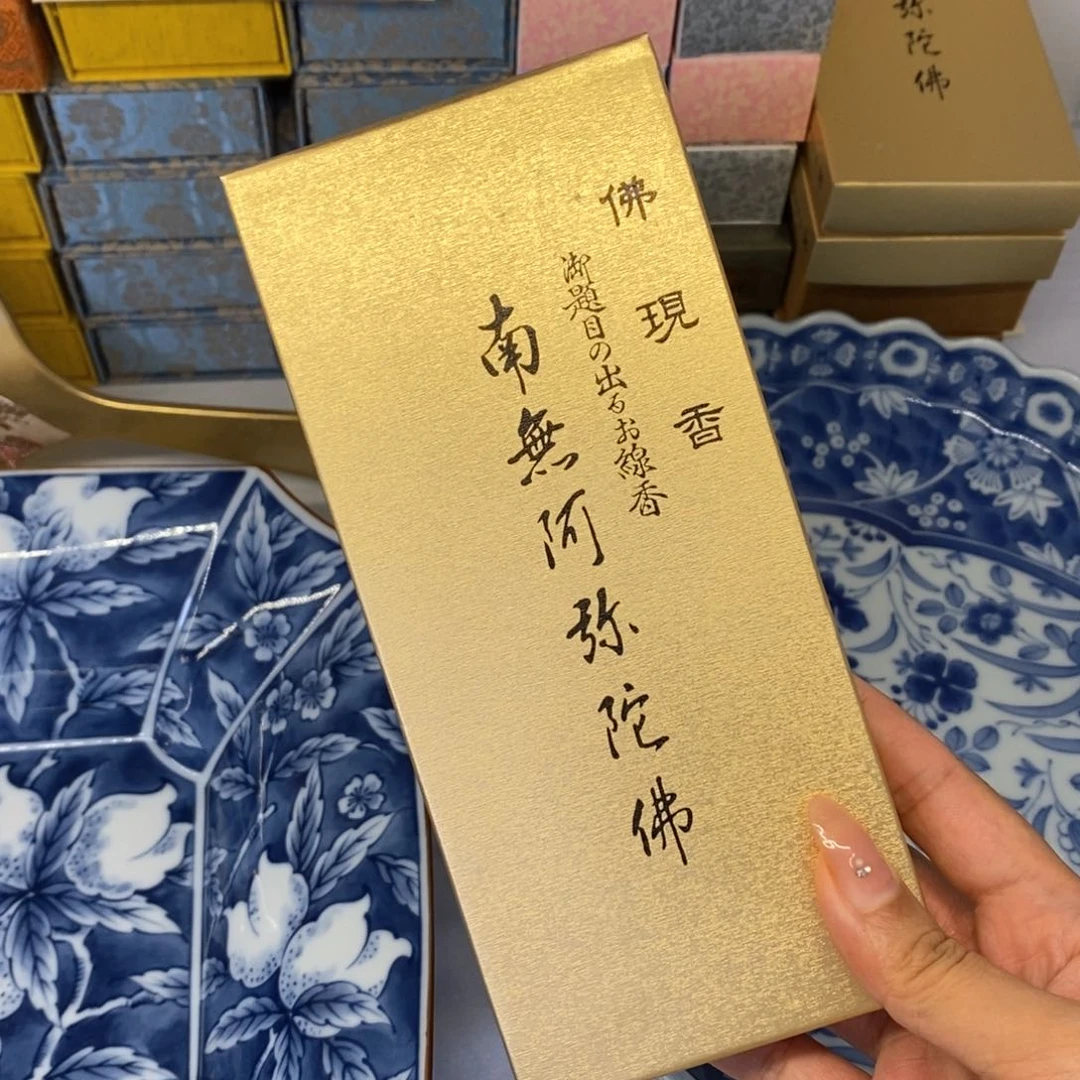 佛現香
御題目の出るお線香
南無阿弥陀佛
弥陀佛